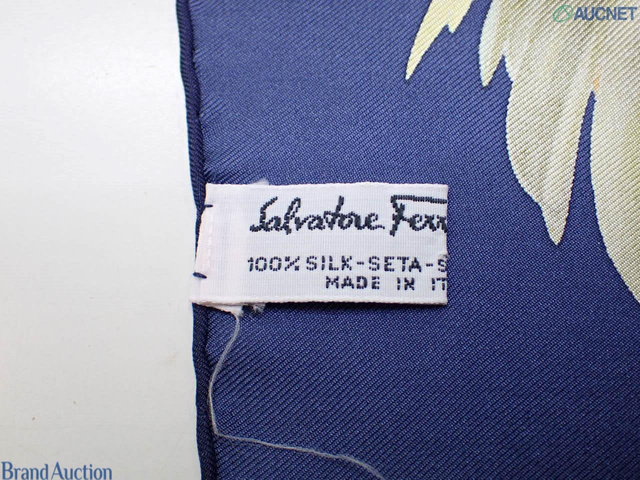 AUCNET
Salvatore Ferr
100% SILK-SETA-S
MADE IN IT
Brand Auction